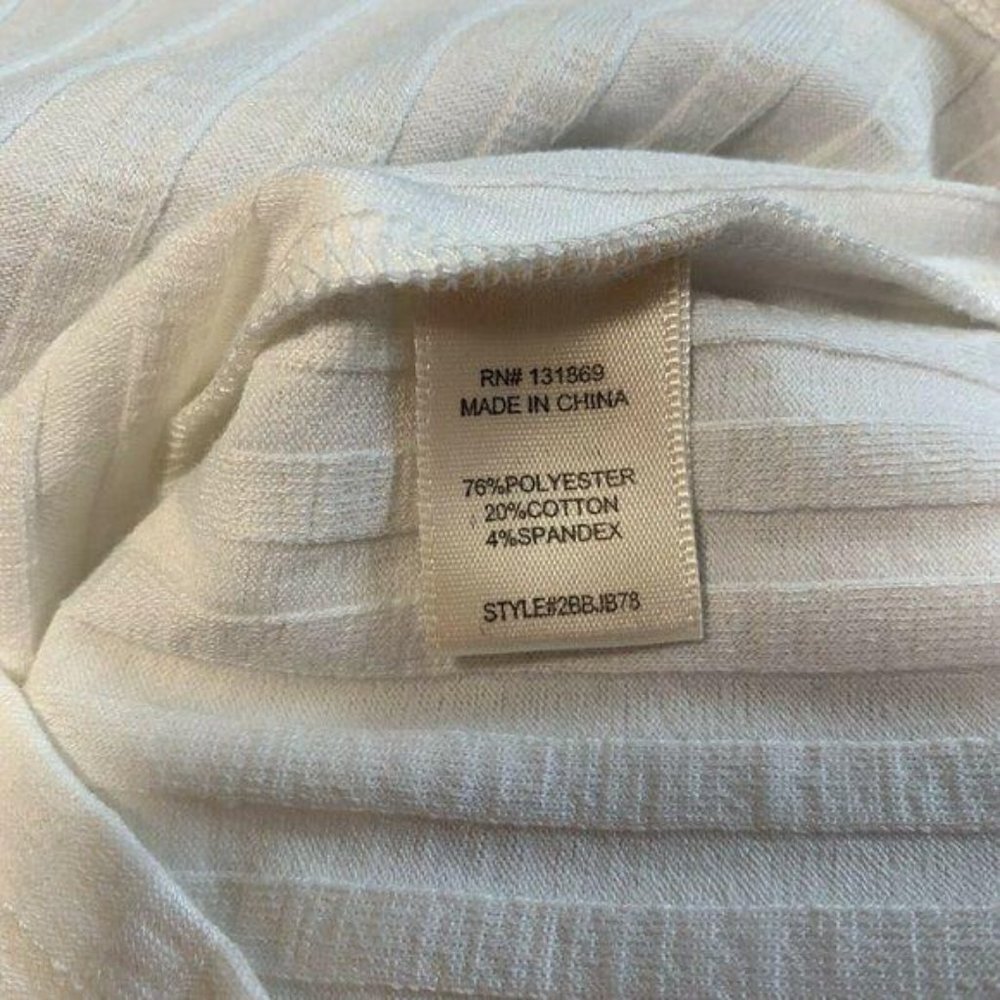 RN# 131869
MADE IN CHINA
76%POLYESTER
20%COTTON
4%SPANDEX
STYLE#2BBJB78